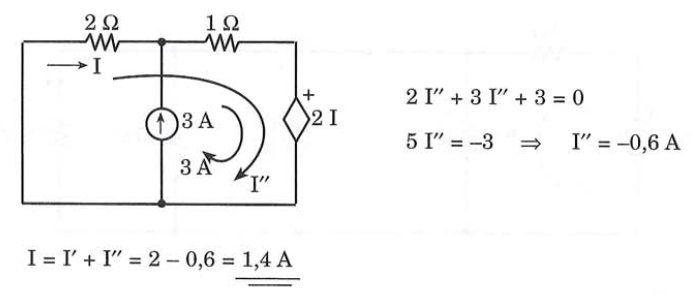 2 Ω 1 Ω
I
+
3 A 2 I
3 A
I″
2 I″ + 3 I″ + 3 = 0
5 I″ = –3 ⇒ I″ = –0,6 A
I = I′ + I″ = 2 – 0,6 = 1,4 A